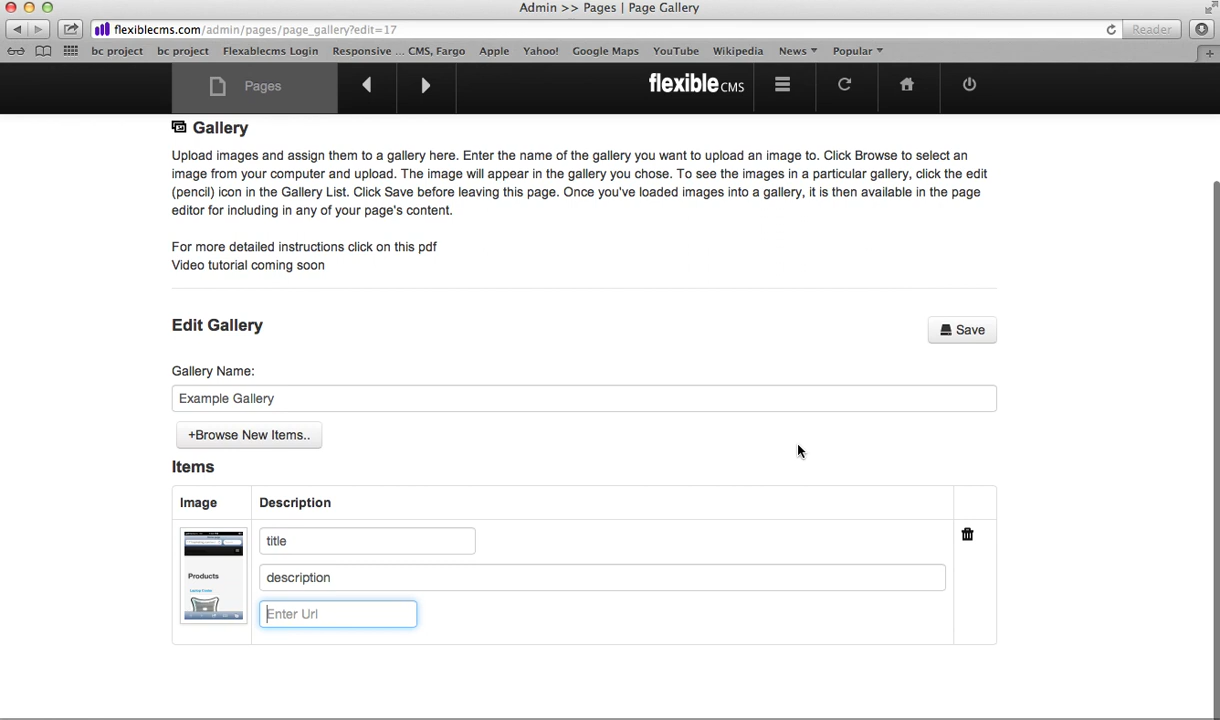 Admin >> Pages | Page Gallery
flexiblecms.com/admin/pages/page_gallery?edit=17
Reader
bc project bc project Flexablecms Login Responsive ... CMS, Fargo Apple Yahoo! Google Maps YouTube Wikipedia News Popular
Pages
flexible CMS
Gallery
Upload images and assign them to a gallery here. Enter the name of the gallery you want to upload an image to. Click Browse to select an
image from your computer and upload. The image will appear in the gallery you chose. To see the images in a particular gallery, click the edit
(pencil) icon in the Gallery List. Click Save before leaving this page. Once you've loaded images into a gallery, it is then available in the page
editor for including in any of your page's content.
For more detailed instructions click on this pdf
Video tutorial coming soon
Edit Gallery
Save
Gallery Name:
Example Gallery
+Browse New Items..
Items
Image Description
title
Products
description
Enter Url